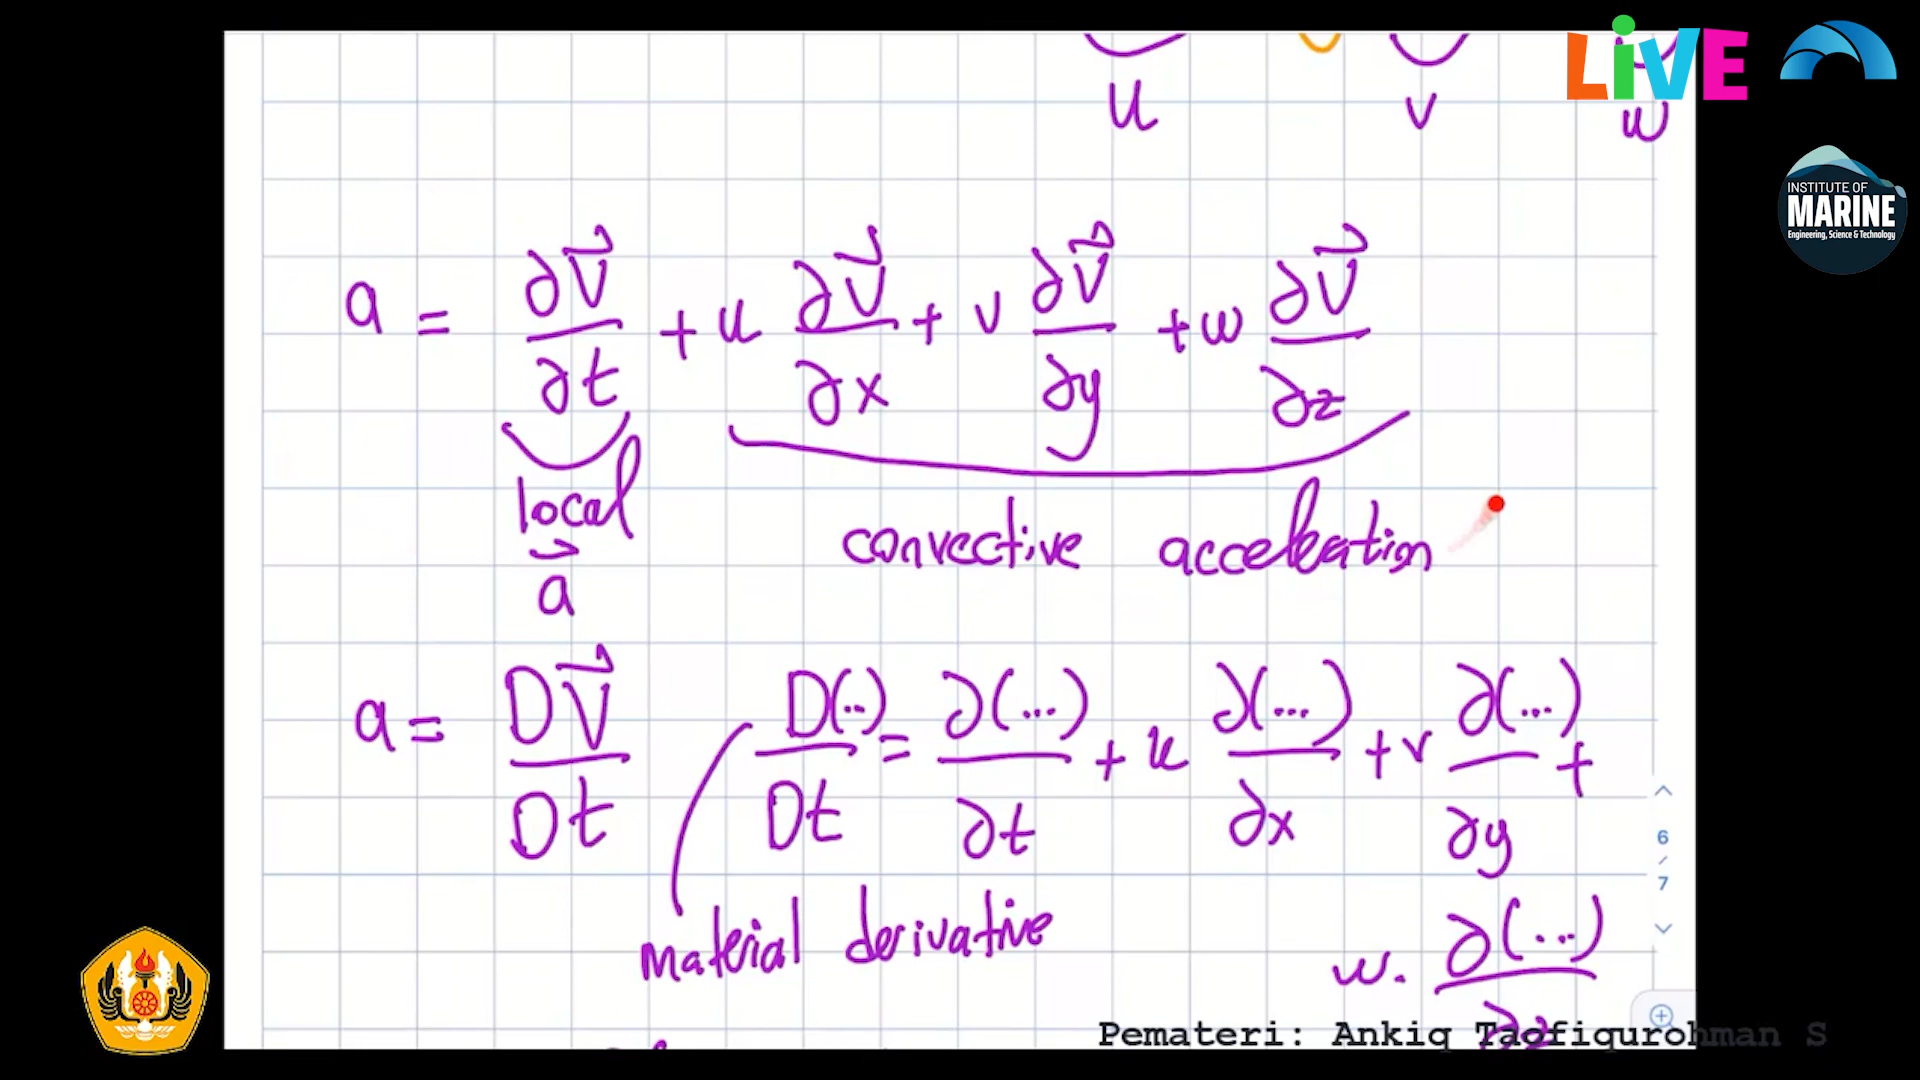 LiVE
u v w
INSTITUTE OF
MARINE
Engineering, Science & Technology
a = ∂V⃗/∂t + u ∂V⃗/∂x + v ∂V⃗/∂y + w ∂V⃗/∂z
local
a⃗
convective acceleration
a = DV⃗/Dt D(..)/Dt = ∂(...)/∂t + u ∂(...)/∂x + v ∂(...)/∂y +
material derivative
w. ∂(...)/∂z
6
/
7
Pemateri: Ankiq Taofiqurohman S